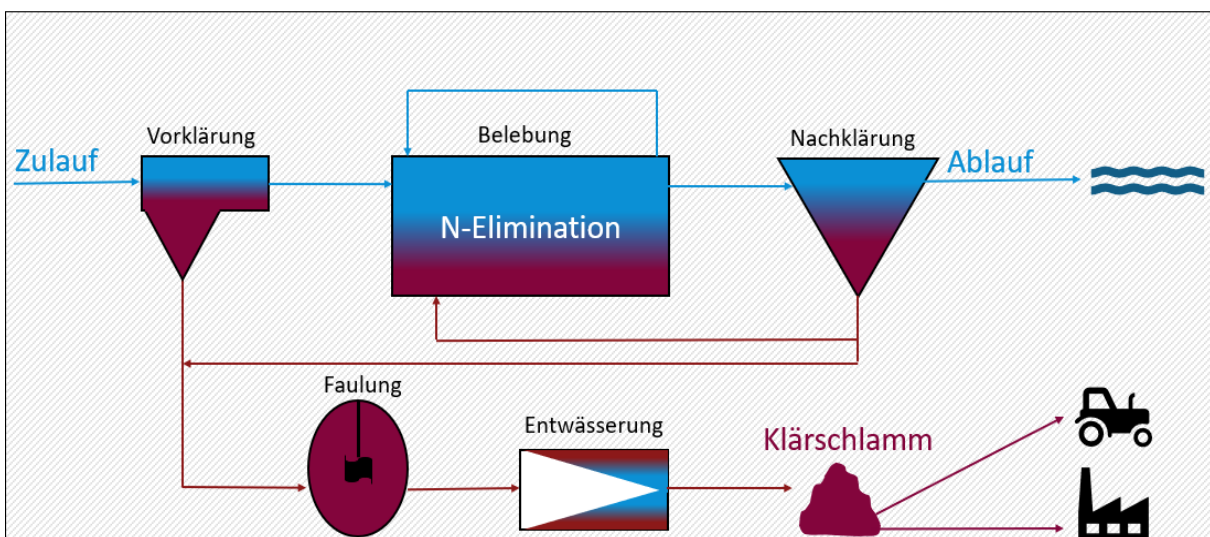 Vorklärung
Belebung
Nachklärung
Zulauf
Ablauf
N-Elimination
Faulung
Entwässerung
Klärschlamm